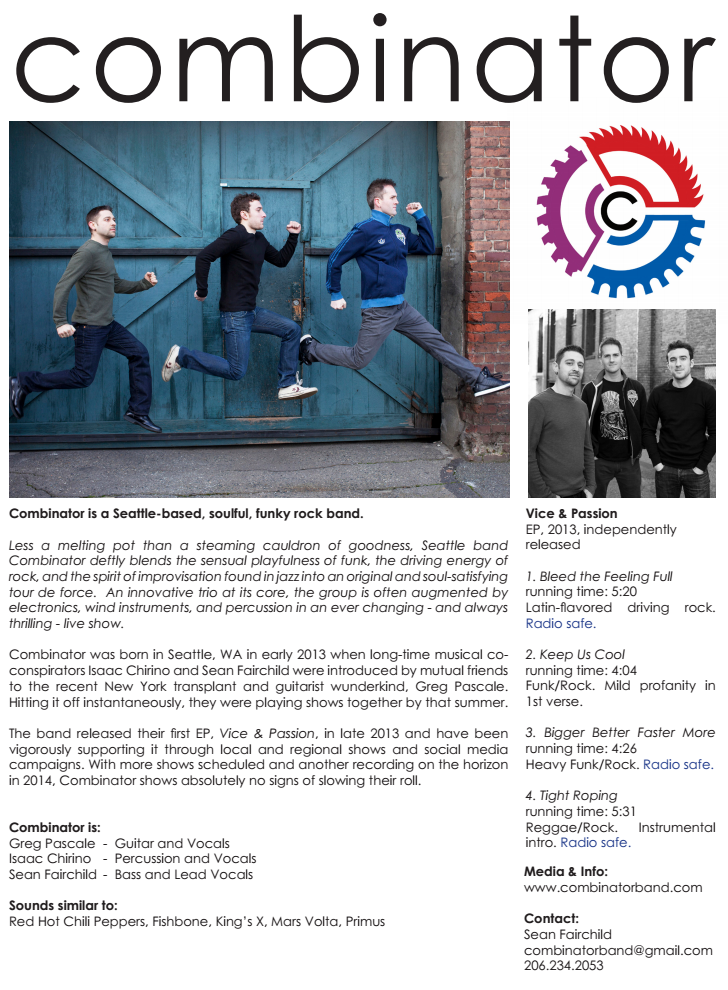 combinator
C
Combinator is a Seattle-based, soulful, funky rock band.
Less a melting pot than a steaming cauldron of goodness, Seattle band
Combinator deftly blends the sensual playfulness of funk, the driving energy of
rock, and the spirit of improvisation found in jazz into an original and soul-satisfying
tour de force. An innovative trio at its core, the group is often augmented by
electronics, wind instruments, and percussion in an ever changing - and always
thrilling - live show.
Combinator was born in Seattle, WA in early 2013 when long-time musical co-
conspirators Isaac Chirino and Sean Fairchild were introduced by mutual friends
to the recent New York transplant and guitarist wunderkind, Greg Pascale.
Hitting it off instantaneously, they were playing shows together by that summer.
The band released their first EP, Vice & Passion, in late 2013 and have been
vigorously supporting it through local and regional shows and social media
campaigns. With more shows scheduled and another recording on the horizon
in 2014, Combinator shows absolutely no signs of slowing their roll.
Combinator is:
Greg Pascale - Guitar and Vocals
Isaac Chirino - Percussion and Vocals
Sean Fairchild - Bass and Lead Vocals
Sounds similar to:
Red Hot Chili Peppers, Fishbone, King's X, Mars Volta, Primus
Vice & Passion
EP, 2013, independently
released
1. Bleed the Feeling Full
running time: 5:20
Latin-flavored driving rock.
Radio safe.
2. Keep Us Cool
running time: 4:04
Funk/Rock. Mild profanity in
1st verse.
3. Bigger Better Faster More
running time: 4:26
Heavy Funk/Rock. Radio safe.
4. Tight Roping
running time: 5:31
Reggae/Rock. Instrumental
intro. Radio safe.
Media & Info:
www.combinatorband.com
Contact:
Sean Fairchild
combinatorband@gmail.com
206.234.2053